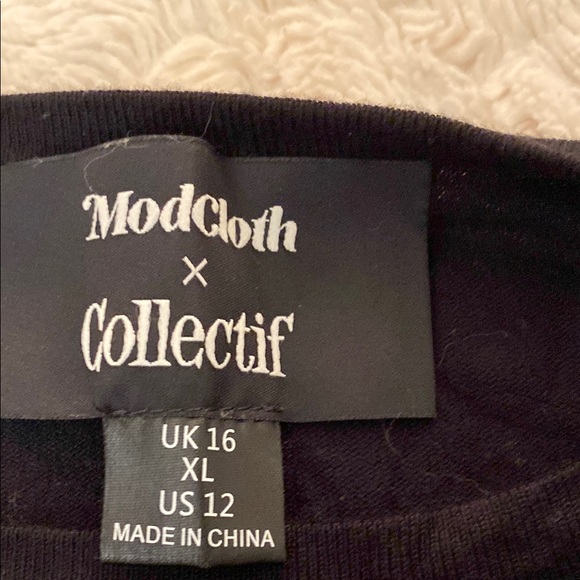 ModCloth
×
Collectif
UK 16
XL
US 12
MADE IN CHINA